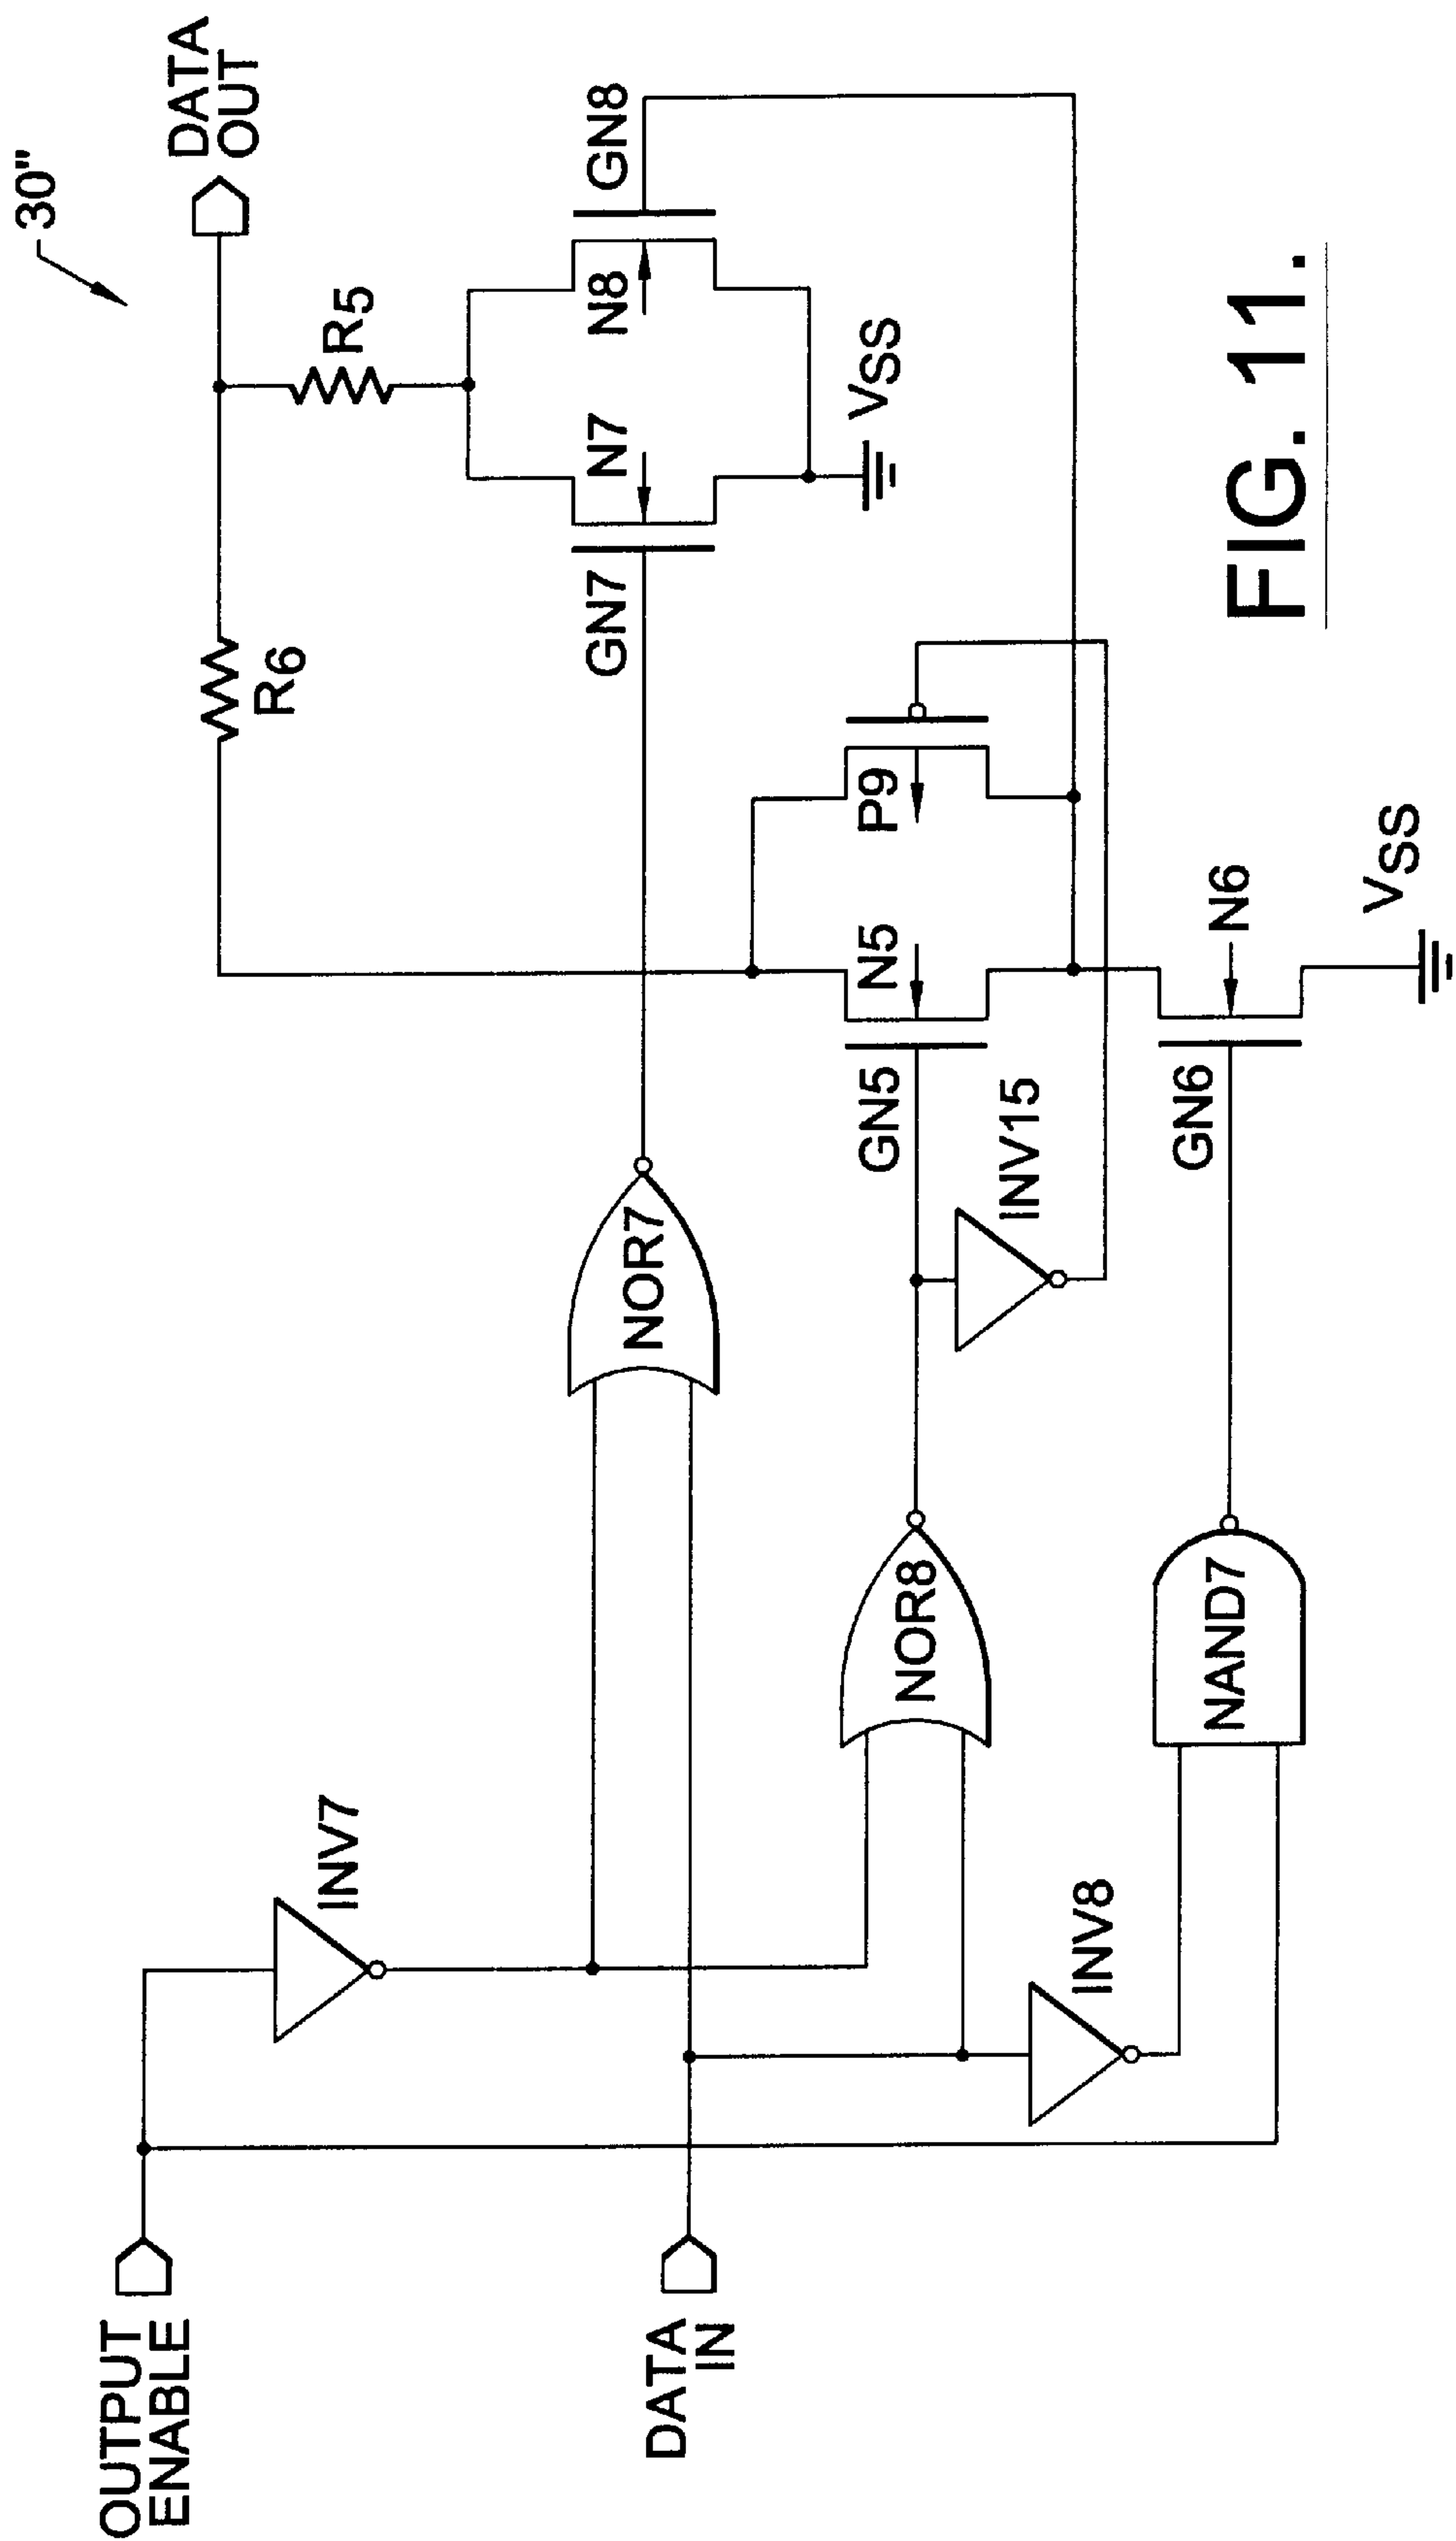 30"
DATA
OUT
R5
R6
GN8
N8
N7
GN7
VSS
OUTPUT
ENABLE
INV7
NOR7
DATA
IN
P9
N5
GN5
INV15
NOR8
INV8
NAND7
GN6
N6
VSS
FIG. 11.